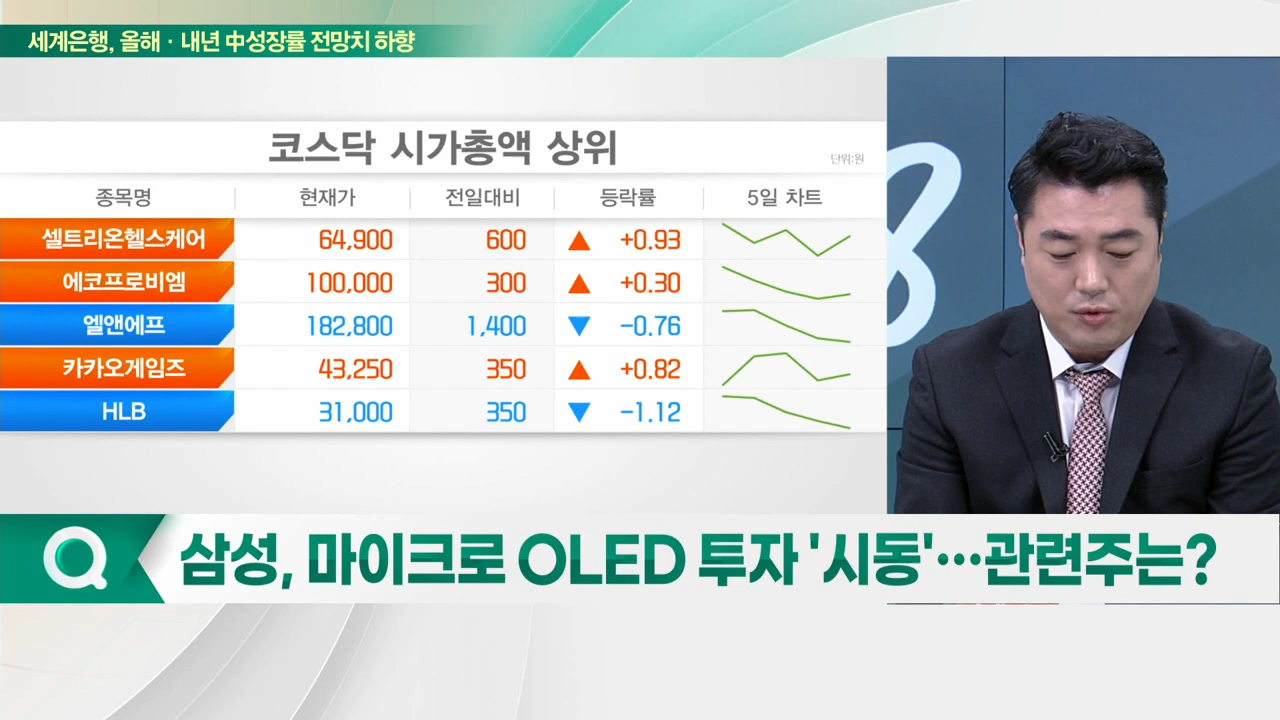 세계은행, 올해·내년 中성장률 전망치 하향
코스닥 시가총액 상위
단위:원
종목명 현재가 전일대비 등락률 5일 차트
셀트리온헬스케어 64,900 600 ▲ +0.93
에코프로비엠 100,000 300 ▲ +0.30
엘앤에프 182,800 1,400 ▼ -0.76
카카오게임즈 43,250 350 ▲ +0.82
HLB 31,000 350 ▼ -1.12
삼성, 마이크로 OLED 투자 '시동'…관련주는?